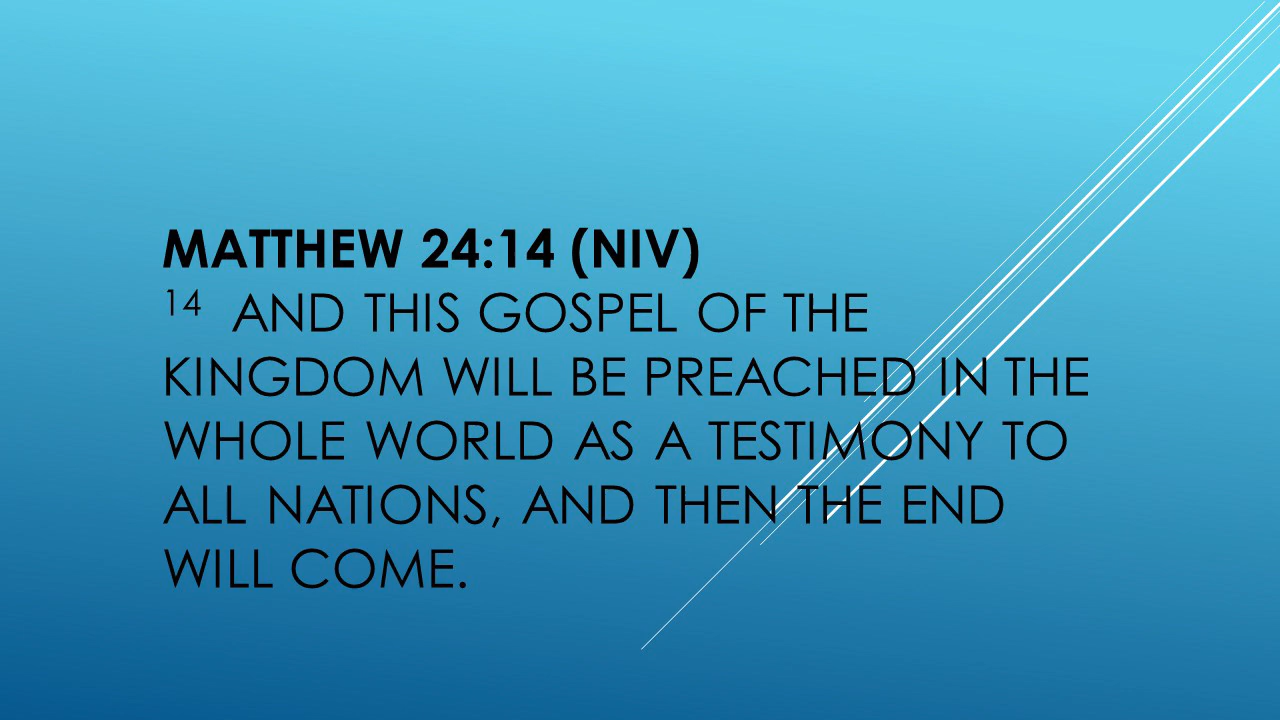 MATTHEW 24:14 (NIV)
14 AND THIS GOSPEL OF THE
KINGDOM WILL BE PREACHED IN THE
WHOLE WORLD AS A TESTIMONY TO
ALL NATIONS, AND THEN THE END
WILL COME.